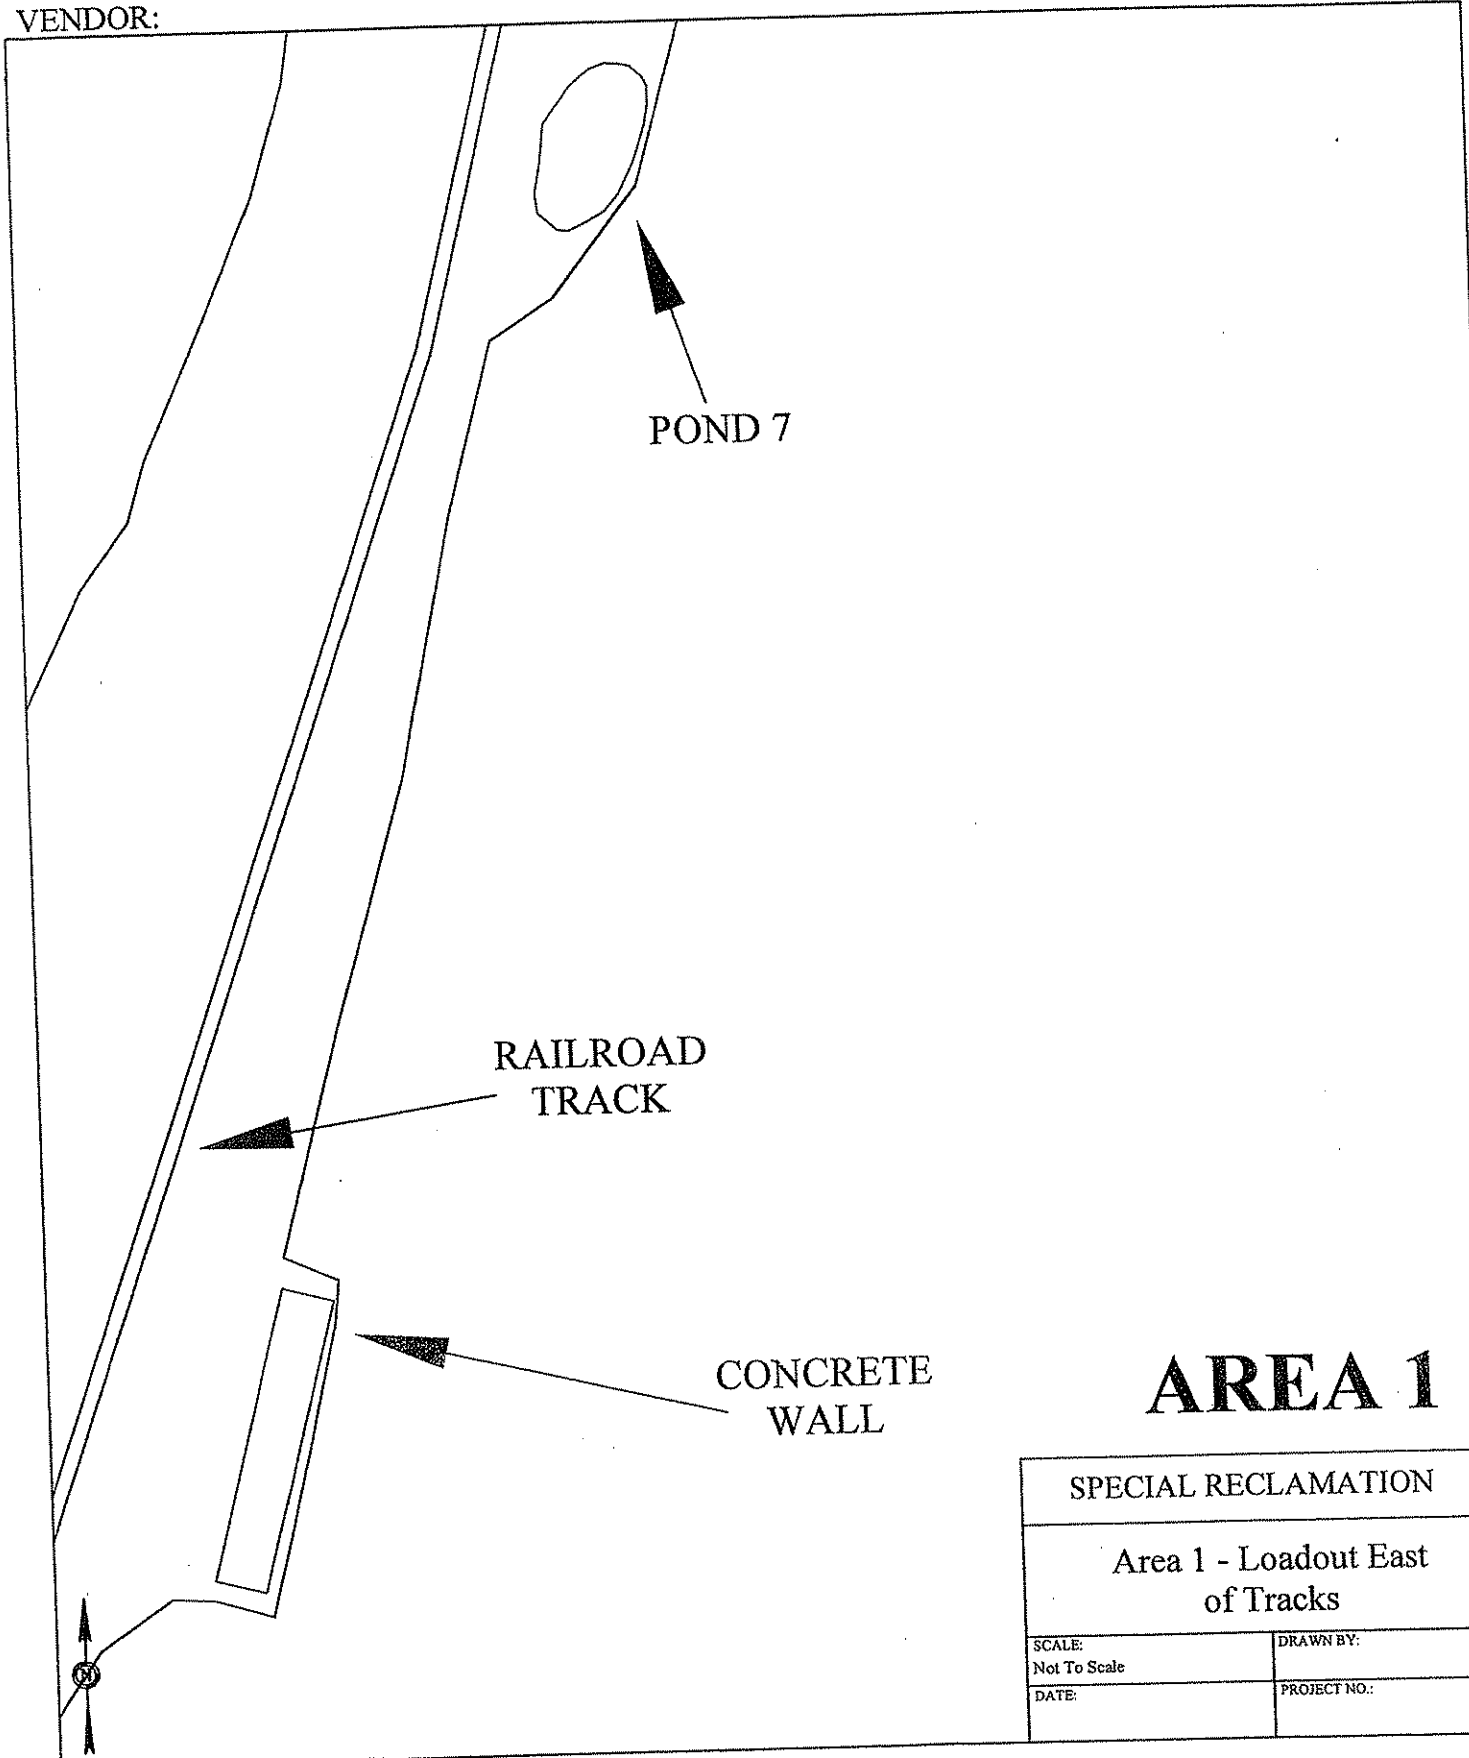 VENDOR:
POND 7
RAILROAD
TRACK
CONCRETE
WALL
AREA 1
SPECIAL RECLAMATION
Area 1 - Loadout East
of Tracks
SCALE:
Not To Scale
DRAWN BY:
DATE:
PROJECT NO.:
N